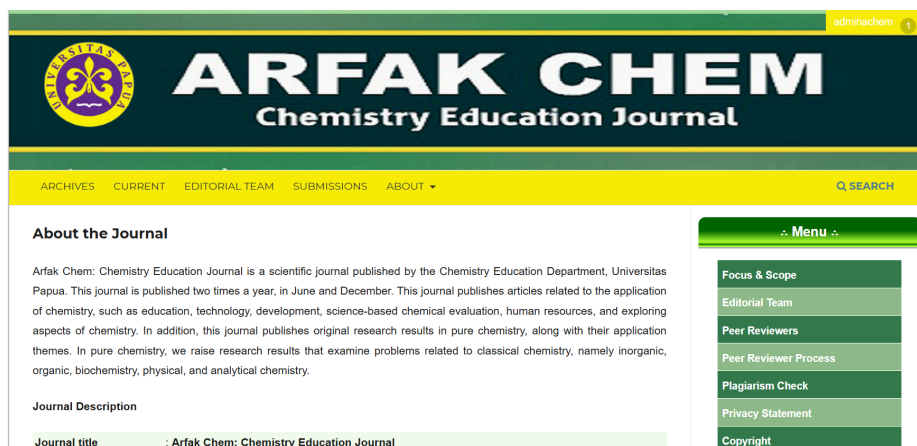 adminachem 1
UNIVERSITAS PAPUA
ARFAK CHEM
Chemistry Education Journal
ARCHIVES CURRENT EDITORIAL TEAM SUBMISSIONS ABOUT SEARCH
About the Journal
Arfak Chem: Chemistry Education Journal is a scientific journal published by the Chemistry Education Department, Universitas
Papua. This journal is published two times a year, in June and December. This journal publishes articles related to the application
of chemistry, such as education, technology, development, science-based chemical evaluation, human resources, and exploring
aspects of chemistry. In addition, this journal publishes original research results in pure chemistry, along with their application
themes. In pure chemistry, we raise research results that examine problems related to classical chemistry, namely inorganic,
organic, biochemistry, physical, and analytical chemistry.
Journal Description
Journal title : Arfak Chem: Chemistry Education Journal
∴ Menu ∴
Focus & Scope
Editorial Team
Peer Reviewers
Peer Reviewer Process
Plagiarism Check
Privacy Statement
Copyright